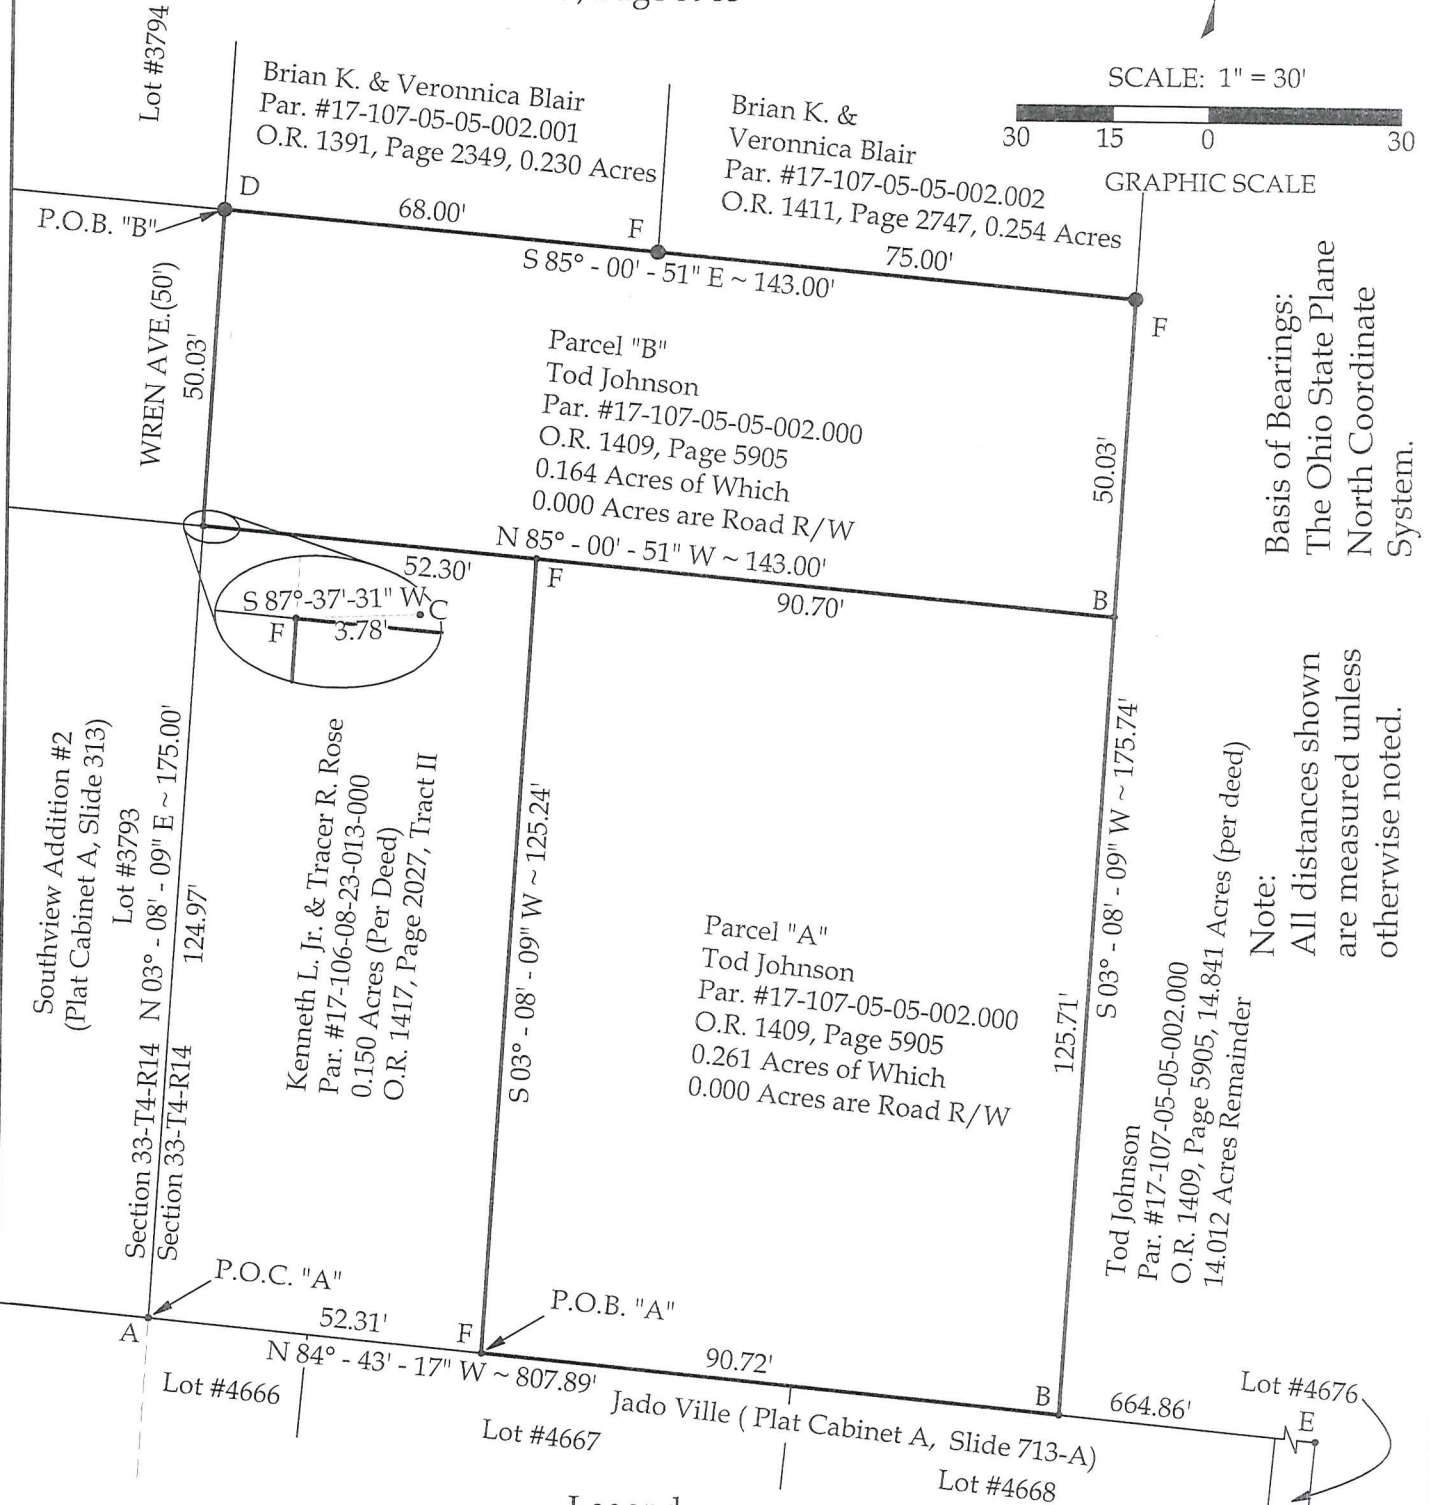 Lot #3794
SCALE: 1" = 30'
30 15 0 30
GRAPHIC SCALE
Brian K. & Veronnica Blair
Par. #17-107-05-05-002.001
O.R. 1391, Page 2349, 0.230 Acres
Brian K. &
Veronnica Blair
Par. #17-107-05-05-002.002
O.R. 1411, Page 2747, 0.254 Acres
D
P.O.B. "B"
68.00'
F
75.00'
S 85° - 00' - 51" E ~ 143.00'
F
WREN AVE.(50')
50.03'
Parcel "B"
Tod Johnson
Par. #17-107-05-05-002.000
O.R. 1409, Page 5905
0.164 Acres of Which
0.000 Acres are Road R/W
50.03'
Basis of Bearings:
The Ohio State Plane
North Coordinate
System.
N 85° - 00' - 51" W ~ 143.00'
52.30'
F
90.70'
B
S 87°-37'-31" W
C
F
3.78'
Southview Addition #2
(Plat Cabinet A, Slide 313)
Lot #3793
N 03° - 08' - 09" E ~ 175.00'
124.97'
Section 33-T4-R14
Section 33-T4-R14
Kenneth L. Jr. & Tracer R. Rose
Par. #17-106-08-23-013-000
0.150 Acres (Per Deed)
O.R. 1417, Page 2027, Tract II
S 03° - 08' - 09" W ~ 125.24'
Parcel "A"
Tod Johnson
Par. #17-107-05-05-002.000
O.R. 1409, Page 5905
0.261 Acres of Which
0.000 Acres are Road R/W
125.71'
S 03° - 08' - 09" W ~ 175.74'
Tod Johnson
Par. #17-107-05-05-002.000
O.R. 1409, Page 5905, 14.841 Acres (per deed)
14.012 Acres Remainder
Note:
All distances shown
are measured unless
otherwise noted.
P.O.C. "A"
A
52.31'
F
P.O.B. "A"
N 84° - 43' - 17" W ~ 807.89'
90.72'
B
664.86'
Lot #4676
E
Lot #4666
Lot #4667
Jado Ville ( Plat Cabinet A, Slide 713-A)
Lot #4668